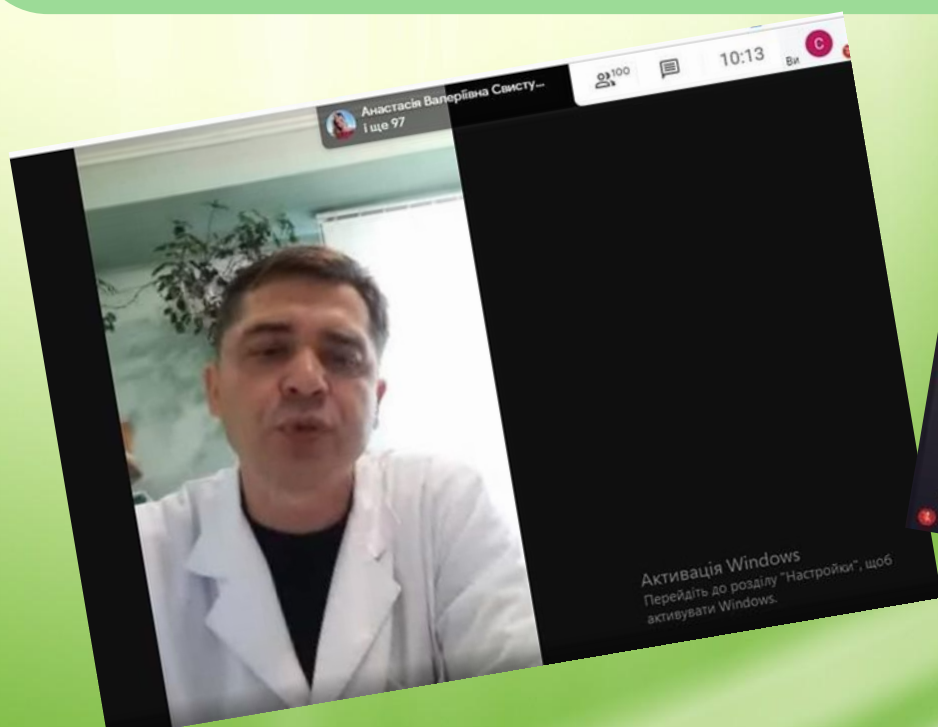 Анастасія Валеріївна Свисту...
і ще 97
100
10:13
Ви
С
Активація Windows
Перейдіть до розділу "Настройки", щоб
активувати Windows.